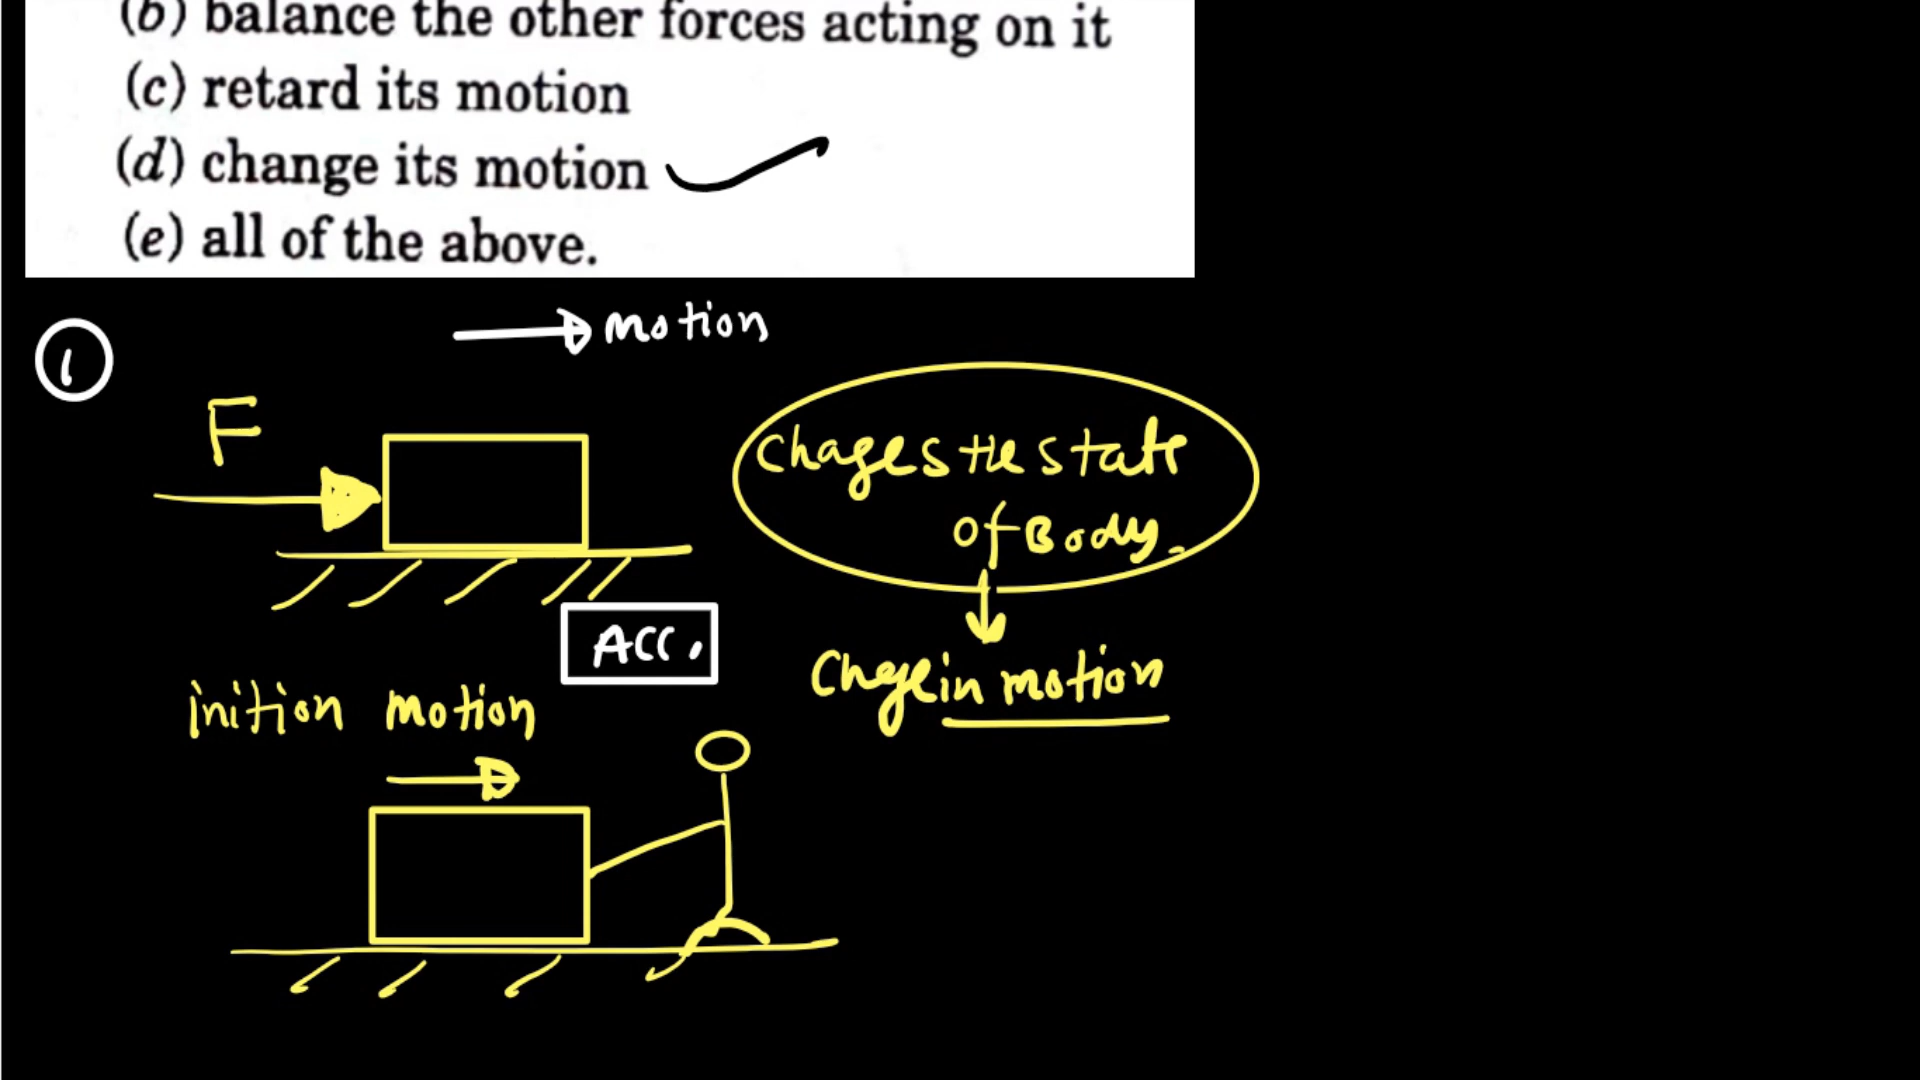 (b) balance the other forces acting on it
(c) retard its motion
(d) change its motion
(e) all of the above.
1
motion
F
Chages the state
of Body.
Acc.
Chage in motion
inition motion